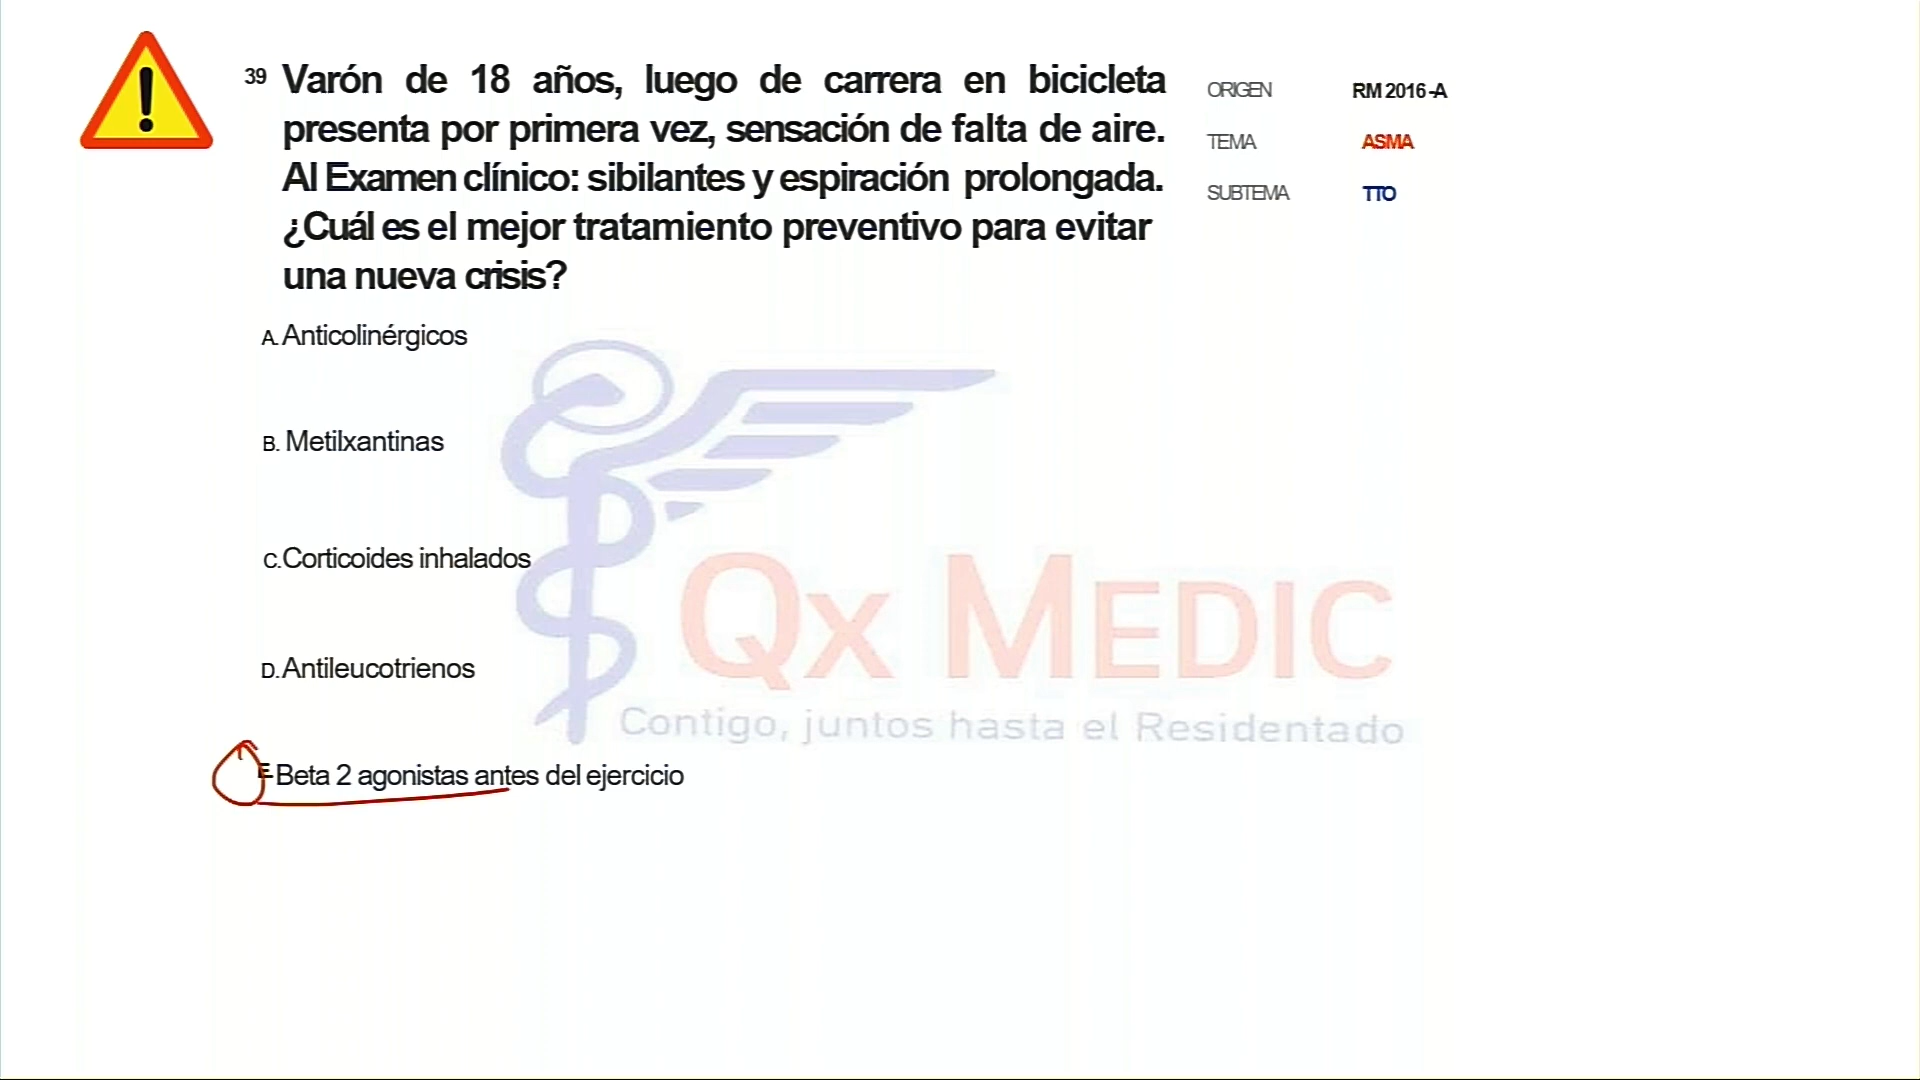 39 Varón de 18 años, luego de carrera en bicicleta
presenta por primera vez, sensación de falta de aire.
Al Examen clínico: sibilantes y espiración prolongada.
¿Cuál es el mejor tratamiento preventivo para evitar
una nueva crisis?
ORIGEN RM 2016-A
TEMA ASMA
SUBTEMA TTO
A. Anticolinérgicos
B. Metilxantinas
C. Corticoides inhalados
D. Antileucotrienos
E. Beta 2 agonistas antes del ejercicio
Qx MEDIC
Contigo, juntos hasta el Residentado